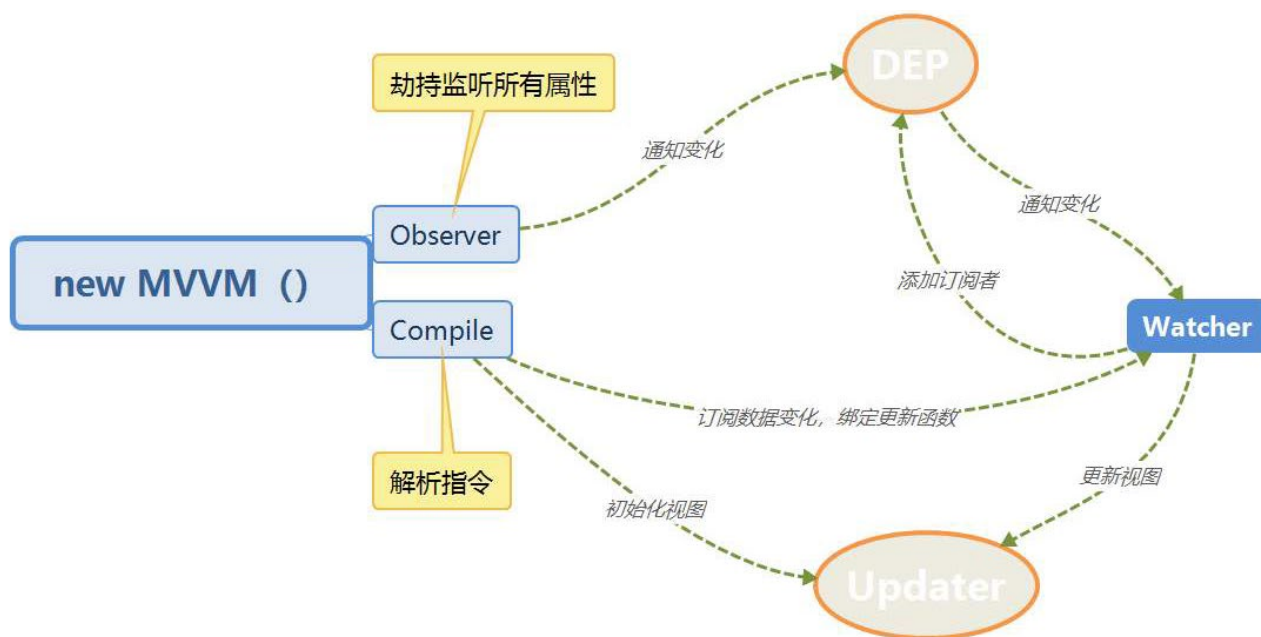 DEP
劫持监听所有属性
通知变化
Observer
通知变化
new MVVM（）
添加订阅者
Compile
Watcher
订阅数据变化，绑定更新函数
解析指令
更新视图
初始化视图
Updater